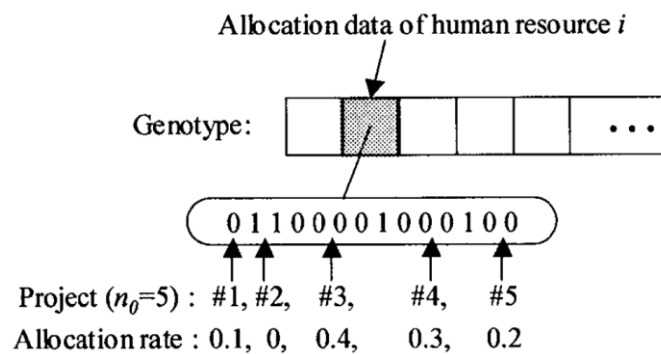 Allocation data of human resource i
Genotype: ...
0 1 1 0 0 0 0 1 0 0 0 1 0 0
Project (n0=5) : #1, #2, #3, #4, #5
Allocation rate : 0.1, 0, 0.4, 0.3, 0.2